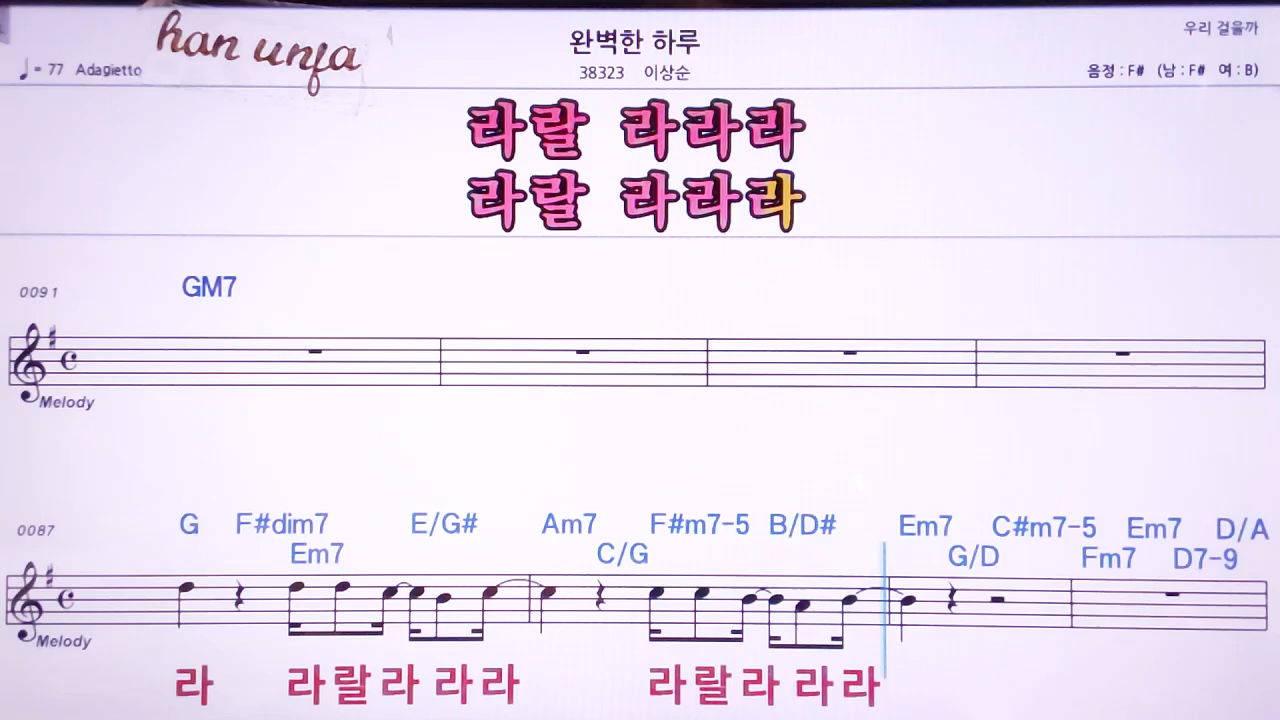 han unja
완벽한 하루
우리 걸을까
♩= 77 Adagietto
38323 이상순
음정 : F# (남 : F# 여 : B)
라랄 라라라
라랄 라라라
0091
GM7
Melody
0087
G F#dim7 E/G# Am7 F#m7-5 B/D# Em7 C#m7-5 Em7 D/A
Em7 C/G G/D Fm7 D7-9
Melody
라 라랄라 라라 라랄라 라라